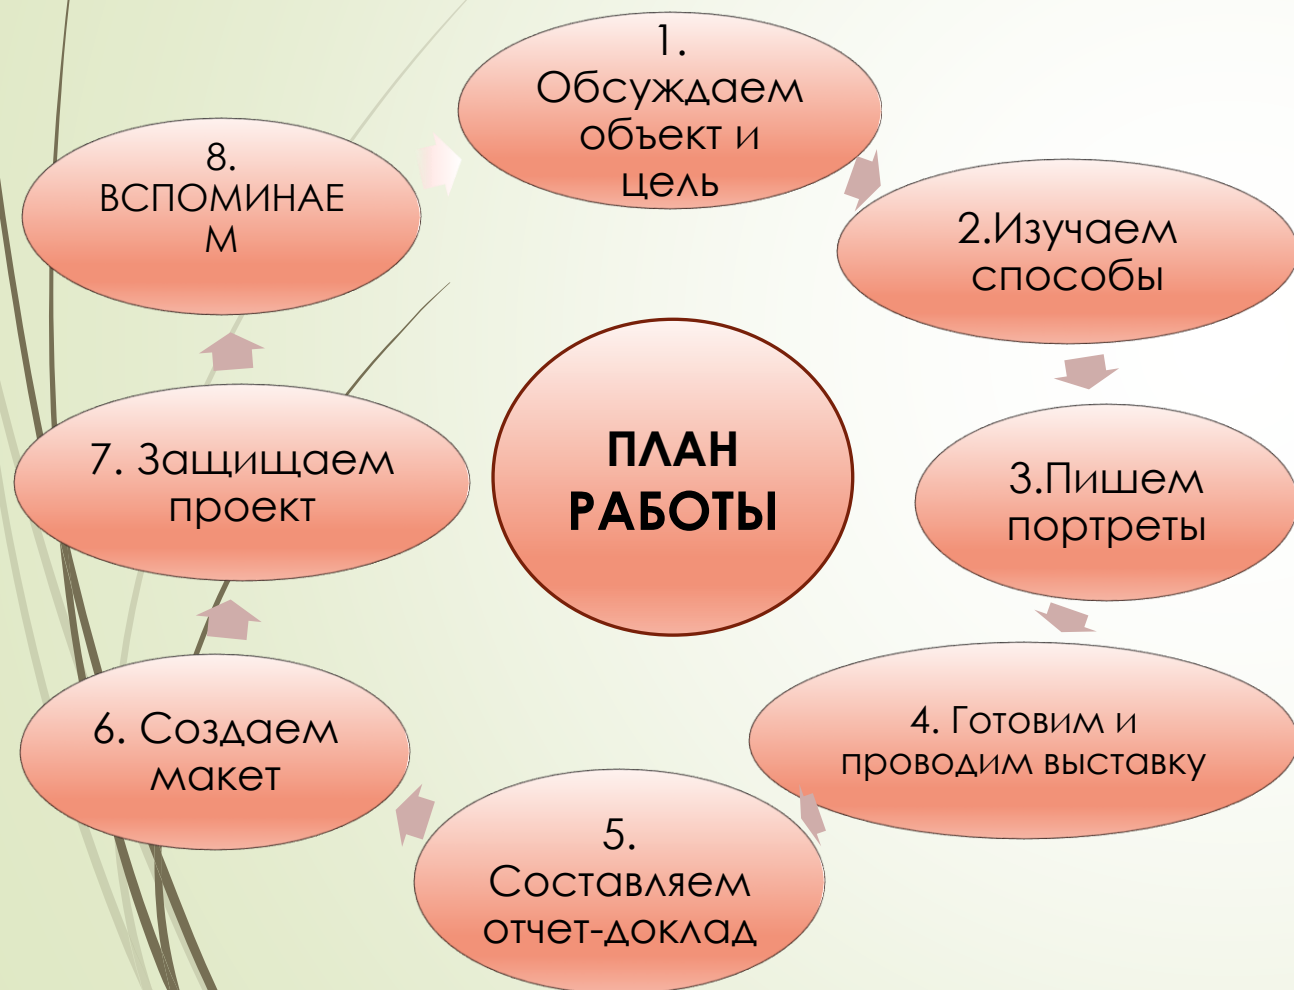 1.
Обсуждаем
объект и
цель
2.Изучаем
способы
3.Пишем
портреты
4. Готовим и
проводим выставку
5.
Составляем
отчет-доклад
6. Создаем
макет
7. Защищаем
проект
8.
ВСПОМИНАЕ
М
ПЛАН
РАБОТЫ